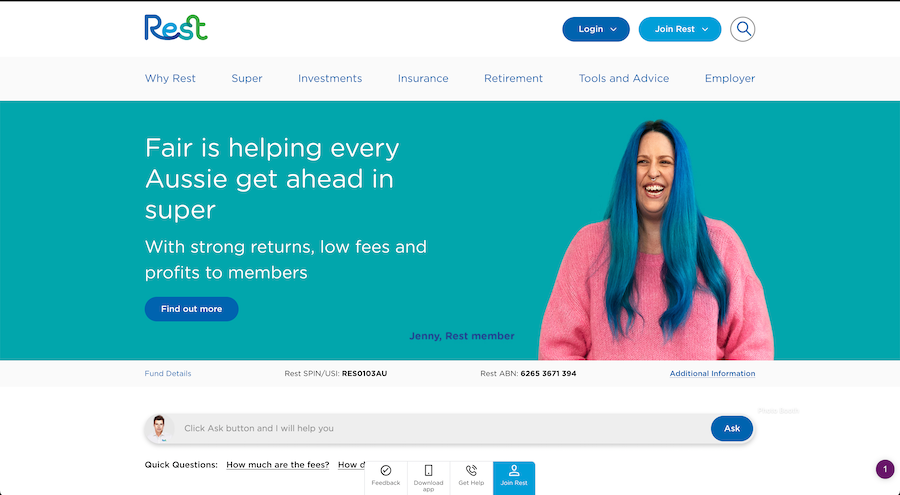 Rest
Login
Join Rest
Why Rest
Super
Investments
Insurance
Retirement
Tools and Advice
Employer
Fair is helping every
Aussie get ahead in
super
With strong returns, low fees and
profits to members
Find out more
Jenny, Rest member
Fund Details
Rest SPIN/USI: RES0103AU
Rest ABN: 6265 3671 394
Additional Information
Click Ask button and I will help you
Ask
Quick Questions:
How much are the fees?
How d
Feedback
Download
app
Get Help
Join Rest
1